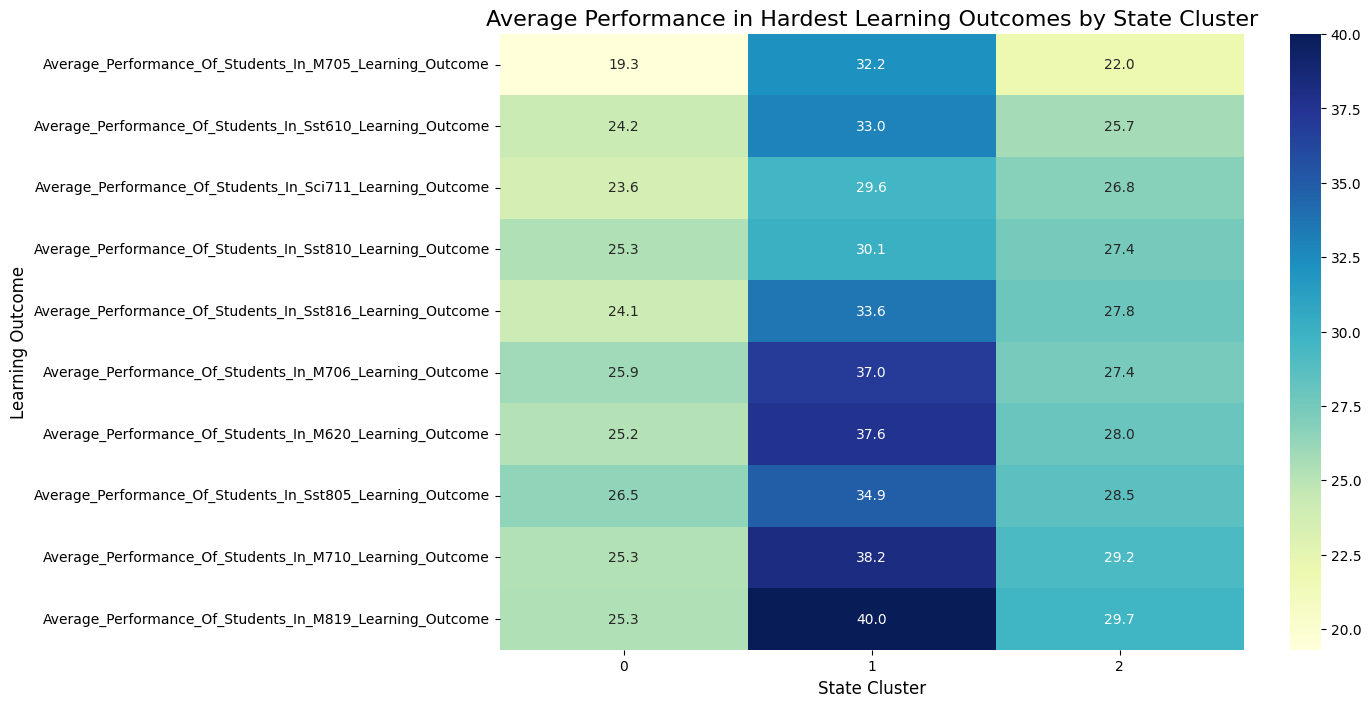 Average Performance in Hardest Learning Outcomes by State Cluster
Average_Performance_Of_Students_In_M705_Learning_Outcome 19.3 32.2 22.0
Average_Performance_Of_Students_In_Sst610_Learning_Outcome 24.2 33.0 25.7
Average_Performance_Of_Students_In_Sci711_Learning_Outcome 23.6 29.6 26.8
Average_Performance_Of_Students_In_Sst810_Learning_Outcome 25.3 30.1 27.4
Average_Performance_Of_Students_In_Sst816_Learning_Outcome 24.1 33.6 27.8
Average_Performance_Of_Students_In_M706_Learning_Outcome 25.9 37.0 27.4
Average_Performance_Of_Students_In_M620_Learning_Outcome 25.2 37.6 28.0
Average_Performance_Of_Students_In_Sst805_Learning_Outcome 26.5 34.9 28.5
Average_Performance_Of_Students_In_M710_Learning_Outcome 25.3 38.2 29.2
Average_Performance_Of_Students_In_M819_Learning_Outcome 25.3 40.0 29.7
Learning Outcome
0 1 2
State Cluster
40.0
37.5
35.0
32.5
30.0
27.5
25.0
22.5
20.0